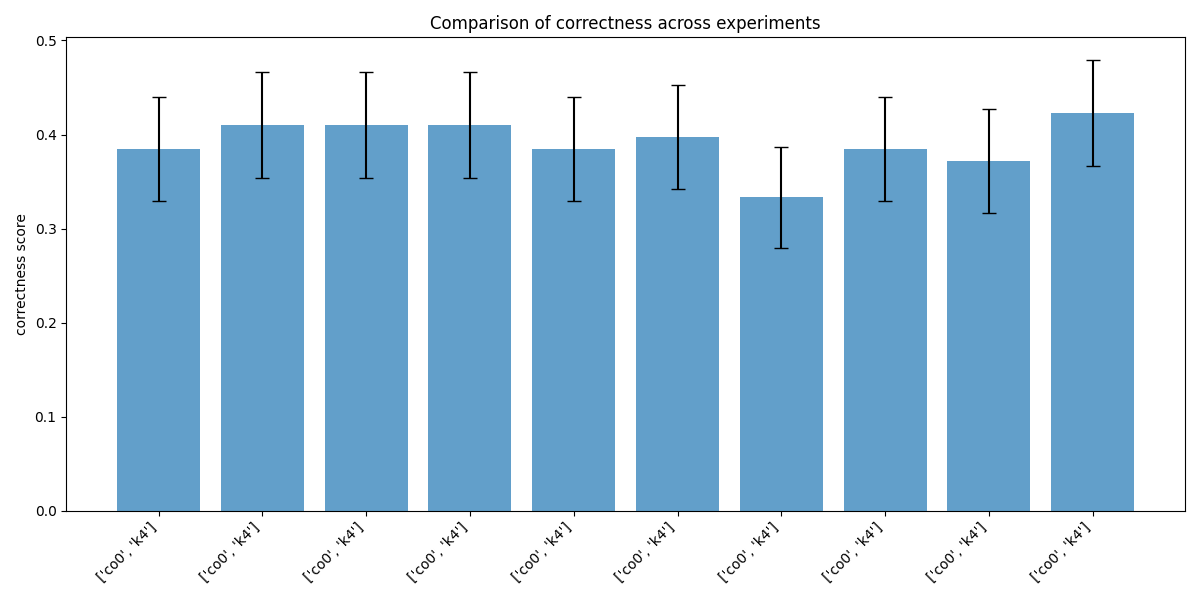 Comparison of correctness across experiments
correctness score
0.5
0.4
0.3
0.2
0.1
0.0
['co0', 'k4']
['co0', 'k4']
['co0', 'k4']
['co0', 'k4']
['co0', 'k4']
['co0', 'k4']
['co0', 'k4']
['co0', 'k4']
['co0', 'k4']
['co0', 'k4']